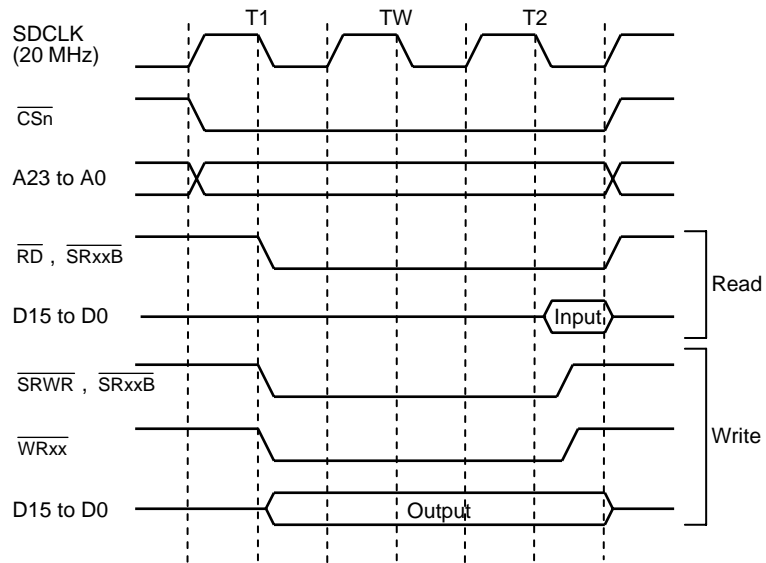 T1 TW T2
SDCLK
(20 MHz)
CSn
A23 to A0
RD , SRxxB
Read
D15 to D0
Input
SRWR , SRxxB
Write
WRxx
D15 to D0
Output